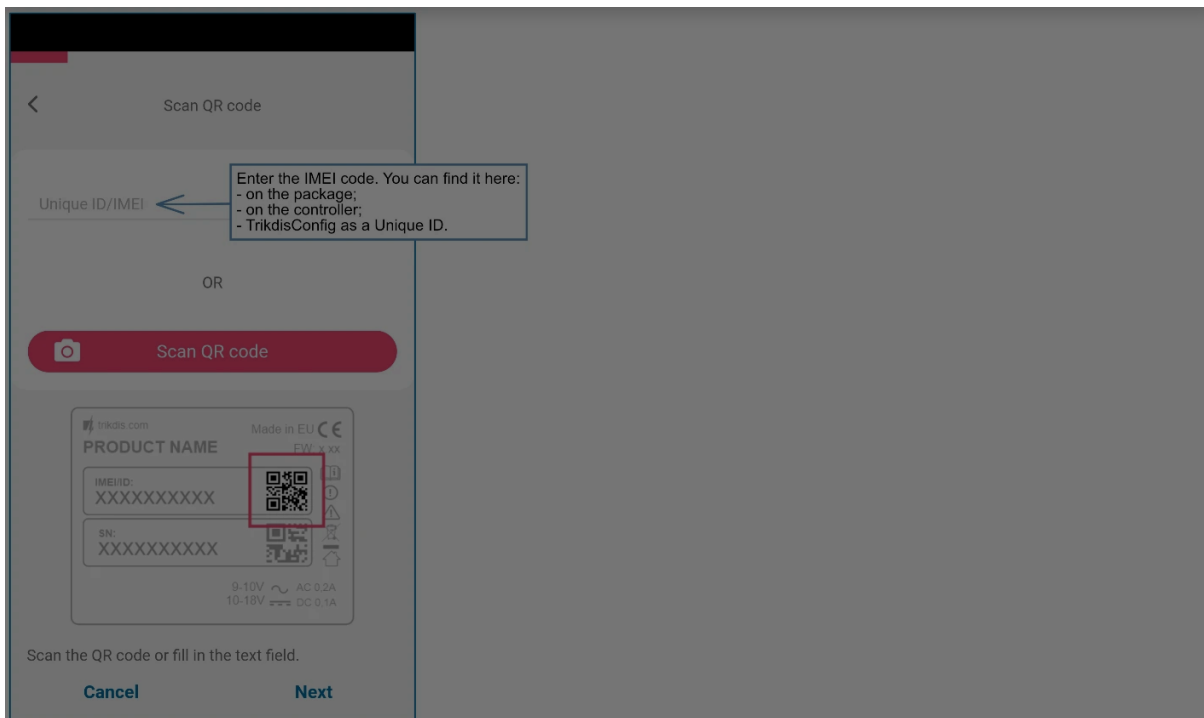 Scan QR code
Enter the IMEI code. You can find it here:
- on the package;
- on the controller;
- TrikdisConfig as a Unique ID.
Unique ID/IMEI
OR
Scan QR code
trikdis.com
Made in EU CE
PRODUCT NAME
FW: x xx
IMEI/ID:
XXXXXXXXXX
SN:
XXXXXXXXXX
9-10V AC 0,2A
10-18V DC 0,1A
Scan the QR code or fill in the text field.
Cancel Next